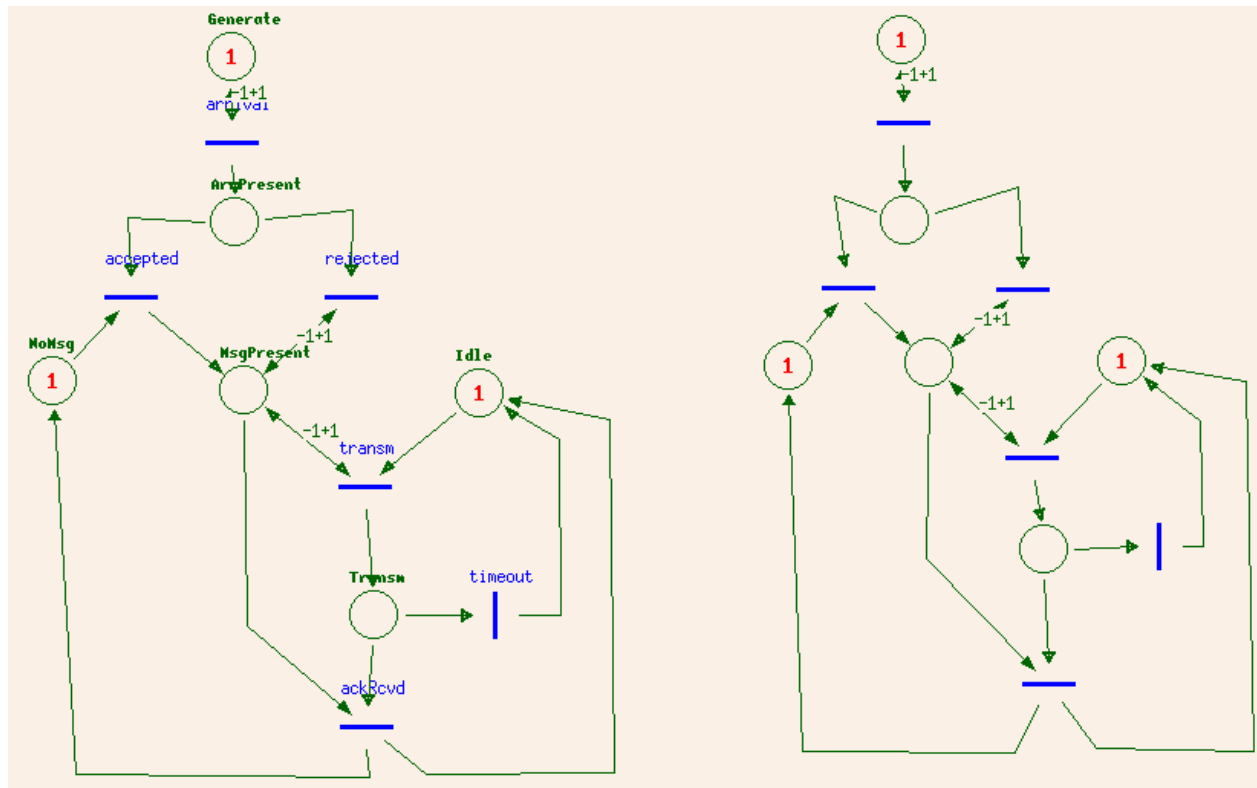 Generate
1
-1+1
arrival
ArrPresent
accepted
rejected
-1+1
NoMsg
MsgPresent
Idle
1
1
-1+1
transm
Transm
timeout
ackRcvd
1
-1+1
-1+1
1
1
-1+1